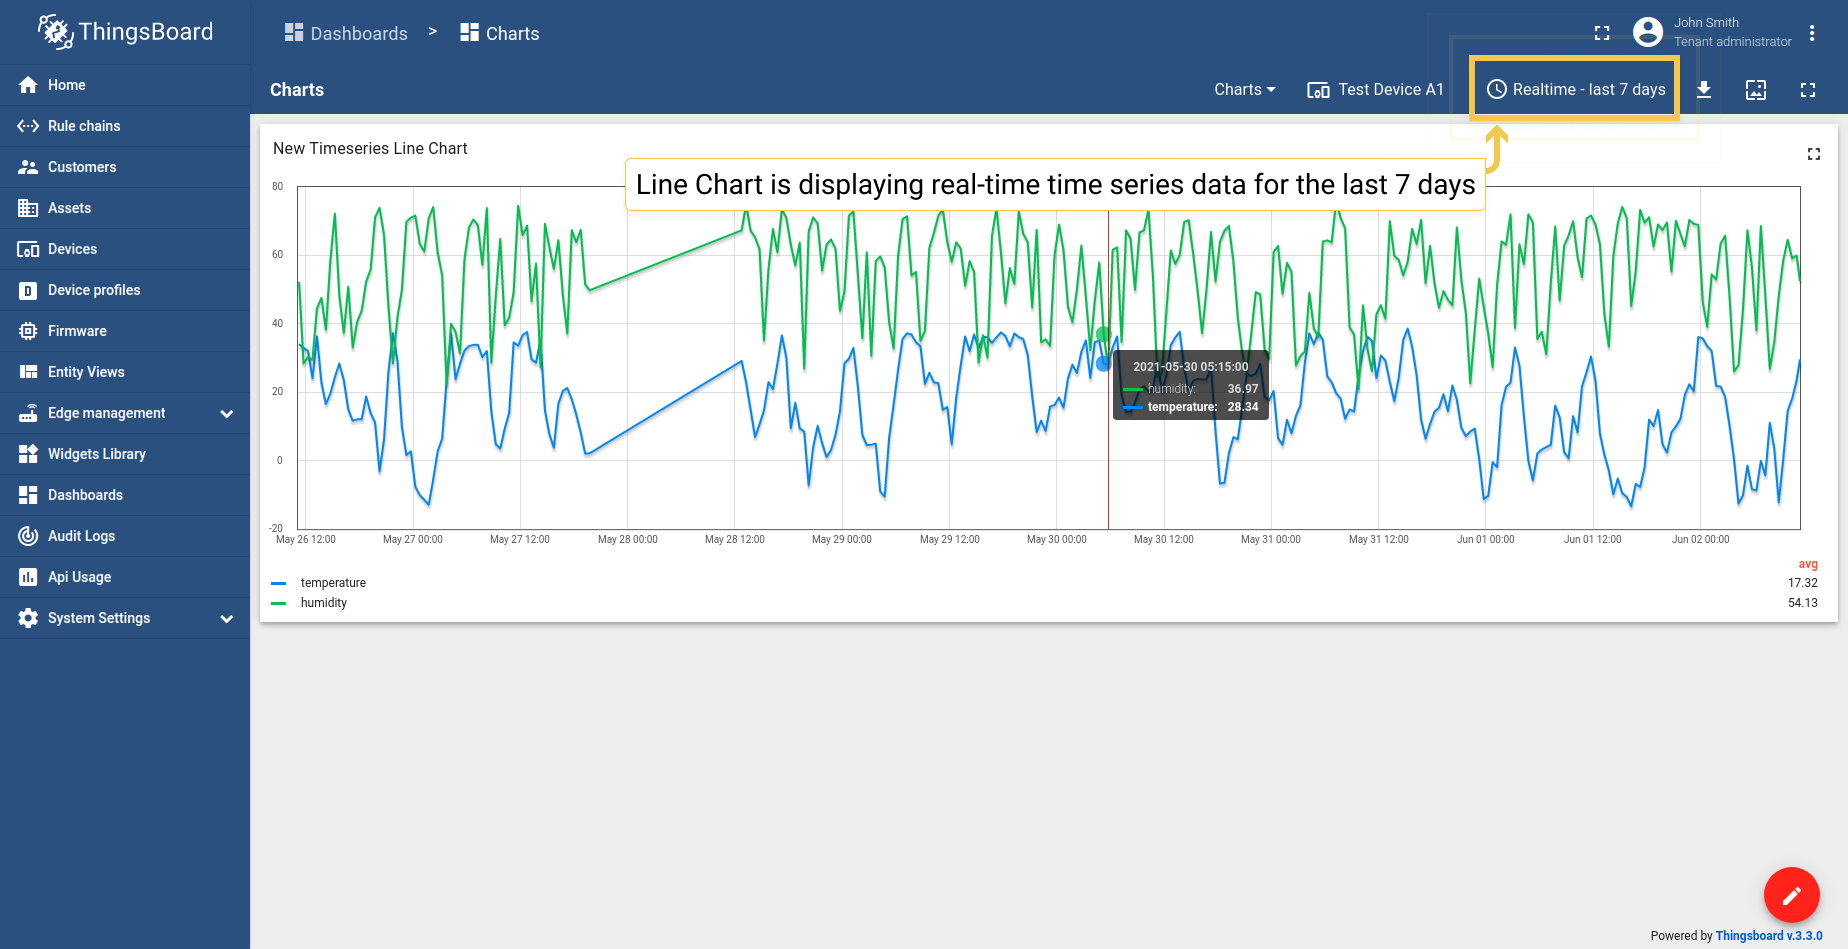 ThingsBoard
Dashboards > Charts
John Smith
Tenant administrator
Home
Rule chains
Customers
Assets
Devices
Device profiles
Firmware
Entity Views
Edge management
Widgets Library
Dashboards
Audit Logs
Api Usage
System Settings
Charts
Charts
Test Device A1
Realtime - last 7 days
New Timeseries Line Chart
Line Chart is displaying real-time time series data for the last 7 days
80
60
40
20
0
-20
2021-05-30 05:15:00
humidity: 36.97
temperature: 28.34
May 26 12:00 May 27 00:00 May 27 12:00 May 28 00:00 May 28 12:00 May 29 00:00 May 29 12:00 May 30 00:00 May 30 12:00 May 31 00:00 May 31 12:00 Jun 01 00:00 Jun 01 12:00 Jun 02 00:00
avg
temperature 17.32
humidity 54.13
Powered by Thingsboard v.3.3.0